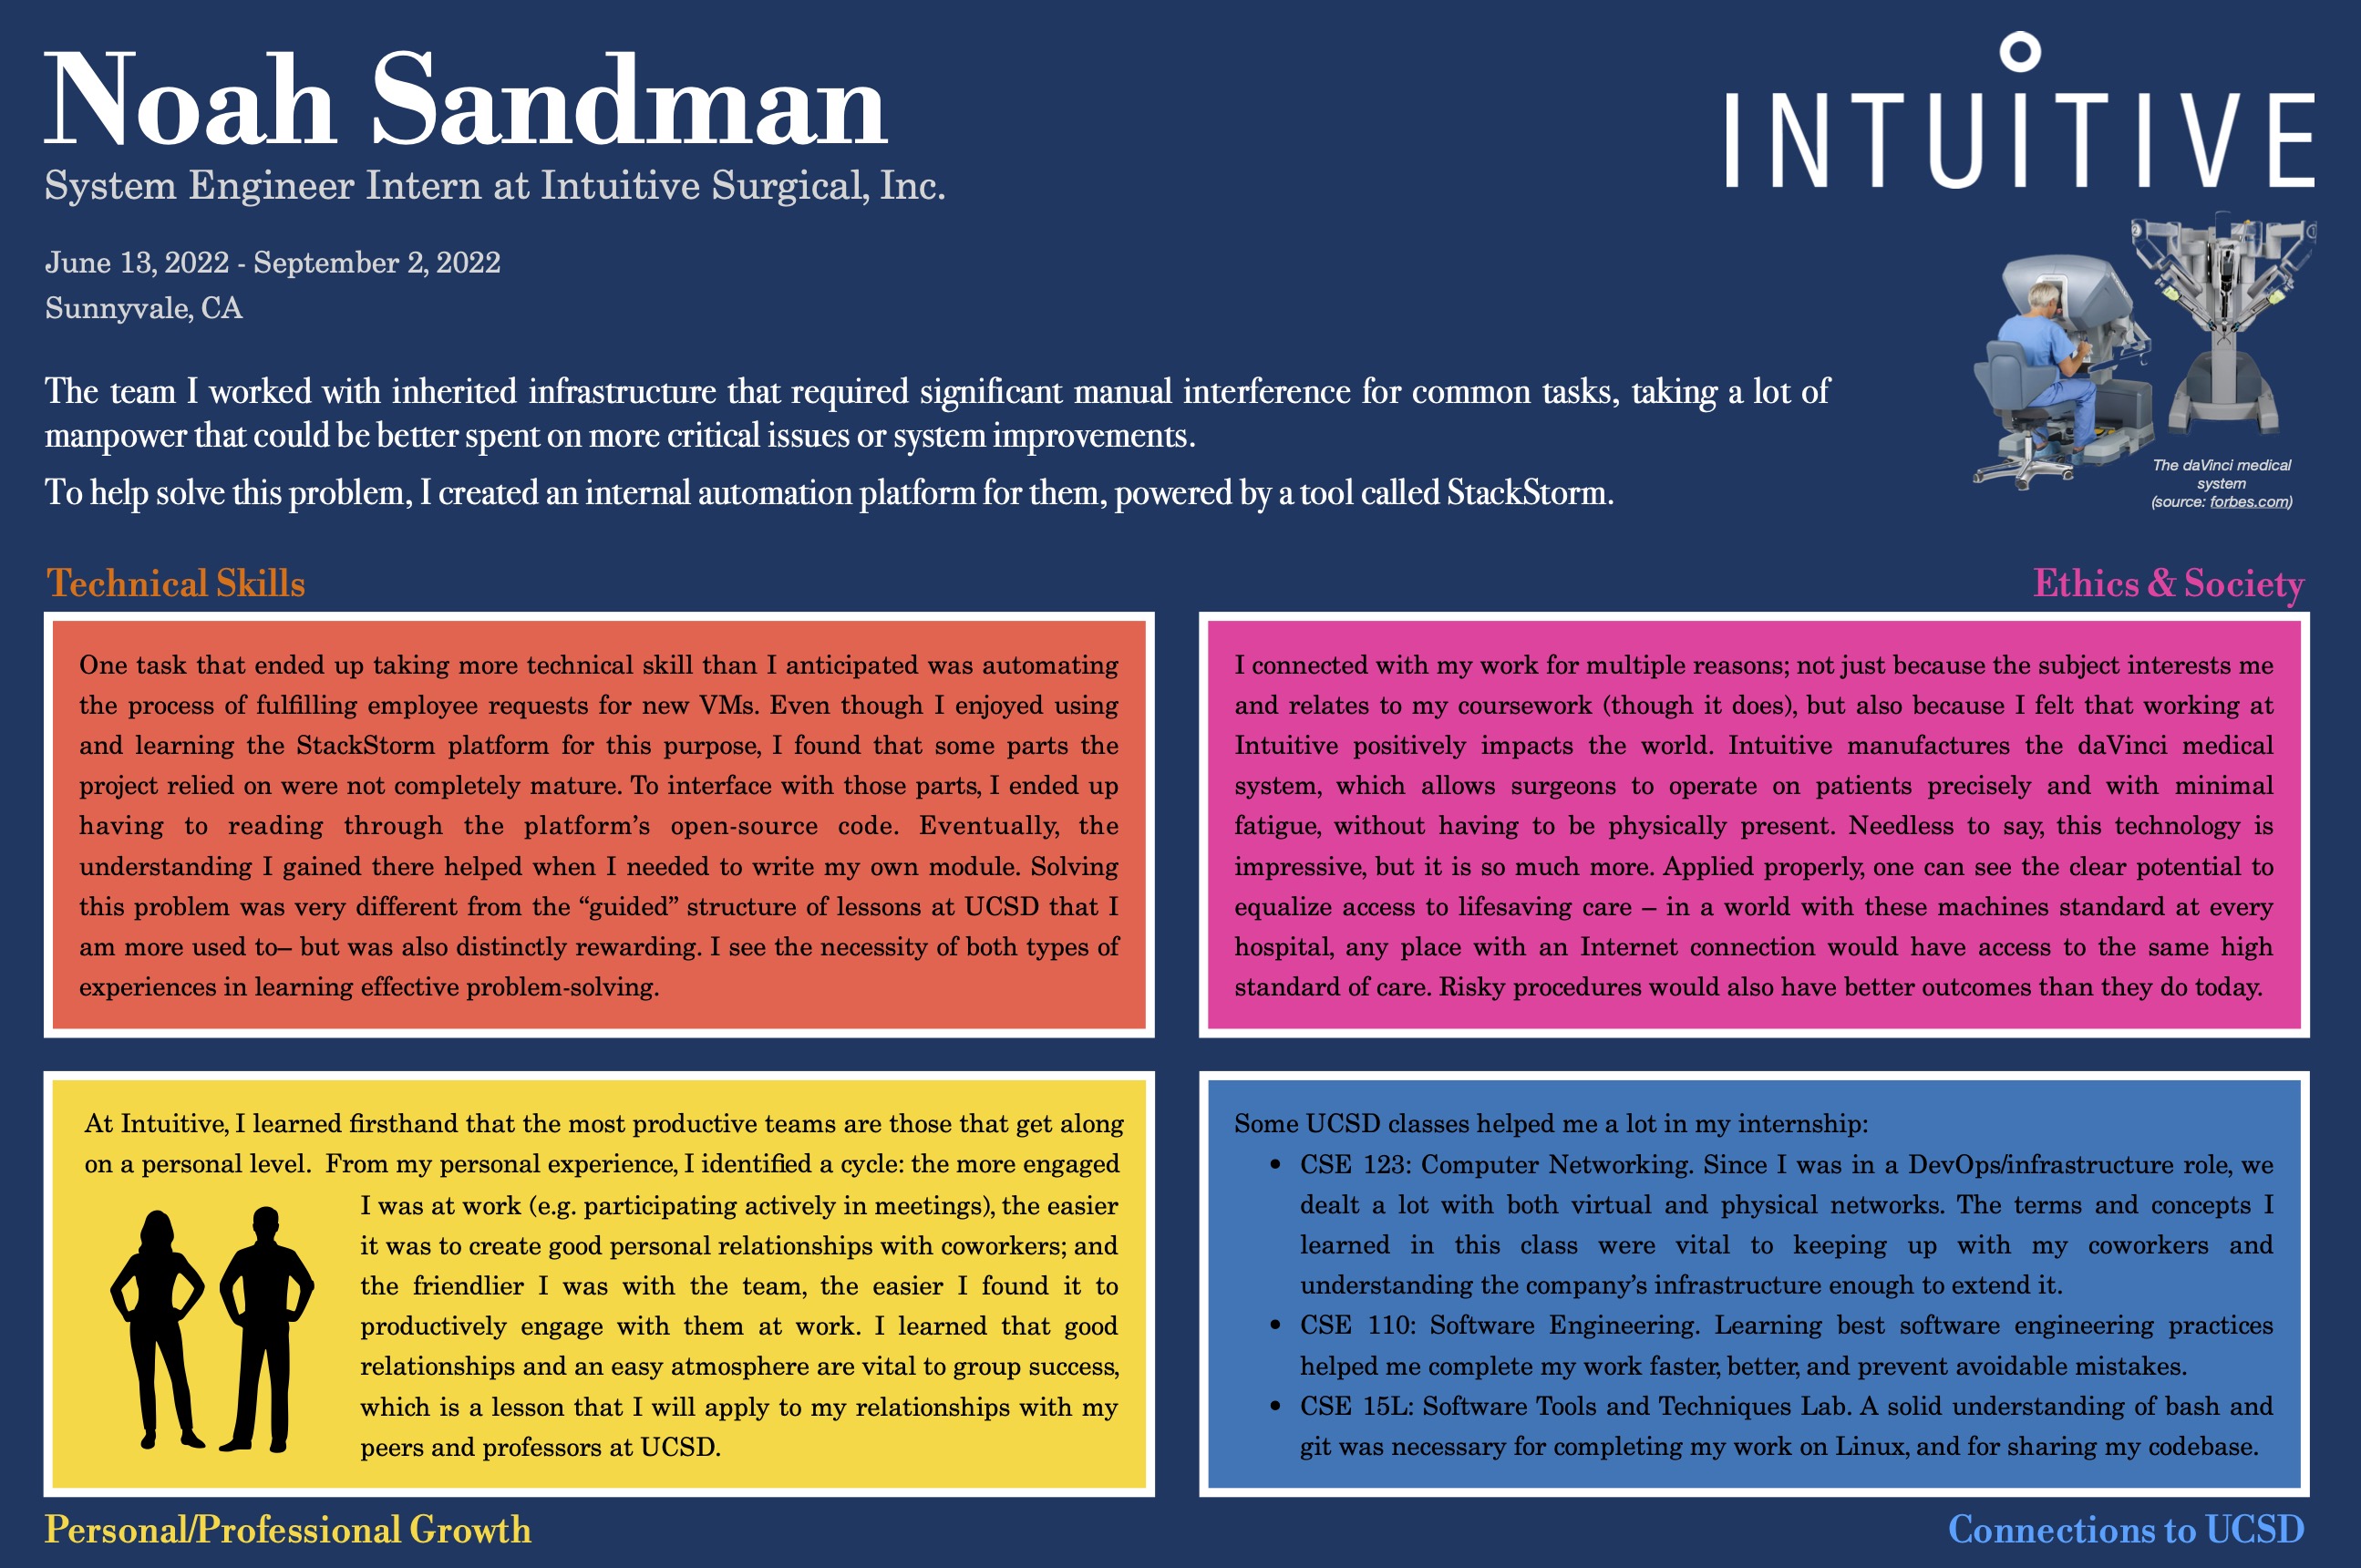 Noah Sandman
System Engineer Intern at Intuitive Surgical, Inc.
INTUITIVE
June 13, 2022 - September 2, 2022
Sunnyvale, CA
The team I worked with inherited infrastructure that required significant manual interference for common tasks, taking a lot of
manpower that could be better spent on more critical issues or system improvements.
To help solve this problem, I created an internal automation platform for them, powered by a tool called StackStorm.
The daVinci medical
system
(source: forbes.com)
Technical Skills
One task that ended up taking more technical skill than I anticipated was automating
the process of fulfilling employee requests for new VMs. Even though I enjoyed using
and learning the StackStorm platform for this purpose, I found that some parts the
project relied on were not completely mature. To interface with those parts, I ended up
having to reading through the platform’s open-source code. Eventually, the
understanding I gained there helped when I needed to write my own module. Solving
this problem was very different from the “guided” structure of lessons at UCSD that I
am more used to– but was also distinctly rewarding. I see the necessity of both types of
experiences in learning effective problem-solving.
Ethics & Society
I connected with my work for multiple reasons; not just because the subject interests me
and relates to my coursework (though it does), but also because I felt that working at
Intuitive positively impacts the world. Intuitive manufactures the daVinci medical
system, which allows surgeons to operate on patients precisely and with minimal
fatigue, without having to be physically present. Needless to say, this technology is
impressive, but it is so much more. Applied properly, one can see the clear potential to
equalize access to lifesaving care – in a world with these machines standard at every
hospital, any place with an Internet connection would have access to the same high
standard of care. Risky procedures would also have better outcomes than they do today.
At Intuitive, I learned firsthand that the most productive teams are those that get along
on a personal level.  From my personal experience, I identified a cycle: the more engaged
I was at work (e.g. participating actively in meetings), the easier
it was to create good personal relationships with coworkers; and
the friendlier I was with the team, the easier I found it to
productively engage with them at work. I learned that good
relationships and an easy atmosphere are vital to group success,
which is a lesson that I will apply to my relationships with my
peers and professors at UCSD.
Personal/Professional Growth
Some UCSD classes helped me a lot in my internship:
• CSE 123: Computer Networking. Since I was in a DevOps/infrastructure role, we
dealt a lot with both virtual and physical networks. The terms and concepts I
learned in this class were vital to keeping up with my coworkers and
understanding the company’s infrastructure enough to extend it.
• CSE 110: Software Engineering. Learning best software engineering practices
helped me complete my work faster, better, and prevent avoidable mistakes.
• CSE 15L: Software Tools and Techniques Lab. A solid understanding of bash and
git was necessary for completing my work on Linux, and for sharing my codebase.
Connections to UCSD